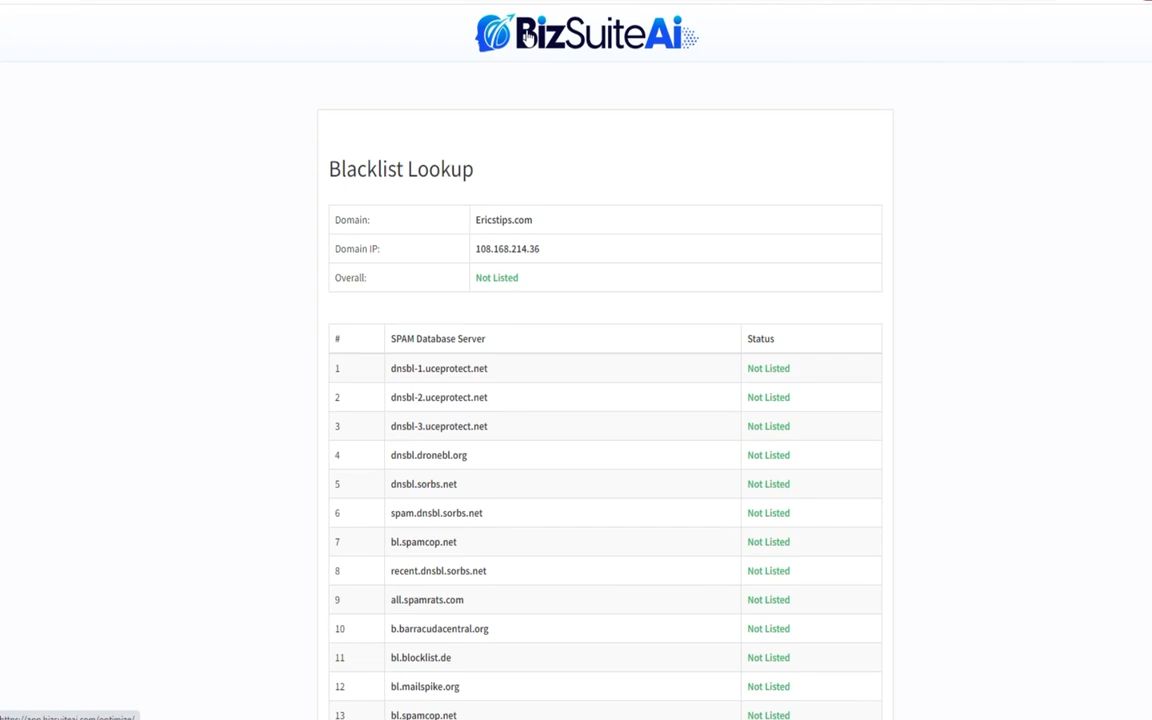 BizSuiteAi
Blacklist Lookup
Domain: Ericstips.com
Domain IP: 108.168.214.36
Overall: Not Listed
# SPAM Database Server Status
1 dnsbl-1.uceprotect.net Not Listed
2 dnsbl-2.uceprotect.net Not Listed
3 dnsbl-3.uceprotect.net Not Listed
4 dnsbl.dronebl.org Not Listed
5 dnsbl.sorbs.net Not Listed
6 spam.dnsbl.sorbs.net Not Listed
7 bl.spamcop.net Not Listed
8 recent.dnsbl.sorbs.net Not Listed
9 all.spamrats.com Not Listed
10 b.barracudacentral.org Not Listed
11 bl.blocklist.de Not Listed
12 bl.mailspike.org Not Listed
13 bl.spamcop.net Not Listed
https://app.bizsuiteai.com/optimize/